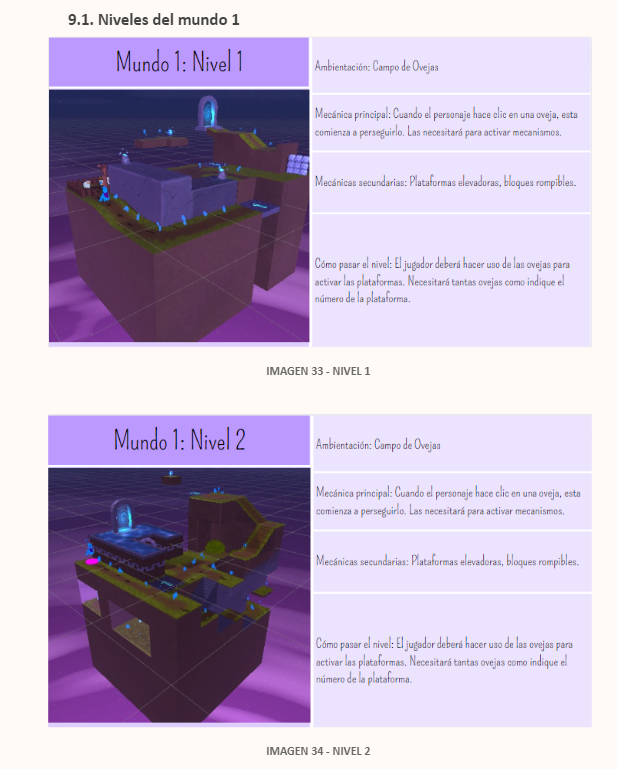 9.1. Niveles del mundo 1
Mundo 1: Nivel 1
Ambientación: Campo de Ovejas
Mecánica principal: Cuando el personaje hace clic en una oveja, esta
comienza a perseguirlo. Las necesitará para activar mecanismos.
Mecánicas secundarias: Plataformas elevadoras, bloques rompibles.
Cómo pasar el nivel: El jugador deberá hacer uso de las ovejas para
activar las plataformas. Necesitará tantas ovejas como indique el
número de la plataforma.
IMAGEN 33 - NIVEL 1
Mundo 1: Nivel 2
Ambientación: Campo de Ovejas
Mecánica principal: Cuando el personaje hace clic en una oveja, esta
comienza a perseguirlo. Las necesitará para activar mecanismos.
Mecánicas secundarias: Plataformas elevadoras, bloques rompibles.
Cómo pasar el nivel: El jugador deberá hacer uso de las ovejas para
activar las plataformas. Necesitará tantas ovejas como indique el
número de la plataforma.
IMAGEN 34 - NIVEL 2